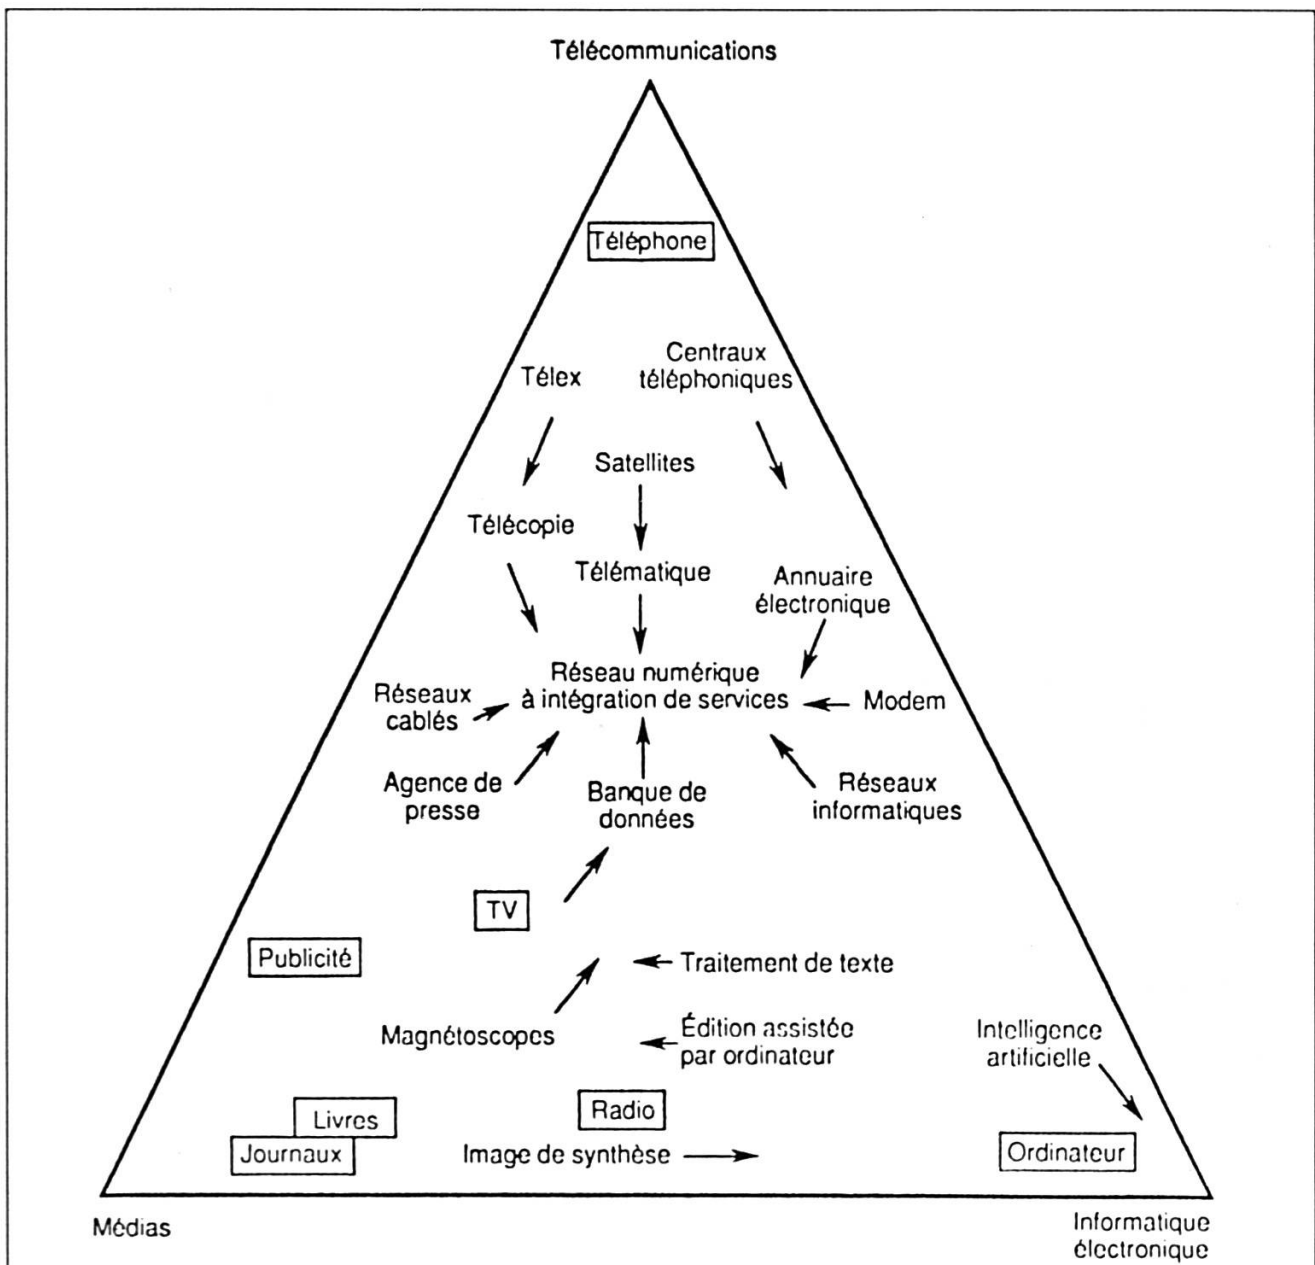 Télécommunications
Téléphone
Centraux
téléphoniques
Télex
Satellites
Télécopie
Télématique
Annuaire
électronique
Réseau numérique
à intégration de services
Réseaux
cablés
Modem
Agence de
presse
Banque de
données
Réseaux
informatiques
TV
Publicité
Traitement de texte
Magnétoscopes
Édition assistée
par ordinateur
Intelligence
artificielle
Radio
Livres
Journaux
Image de synthèse
Ordinateur
Médias
Informatique
électronique